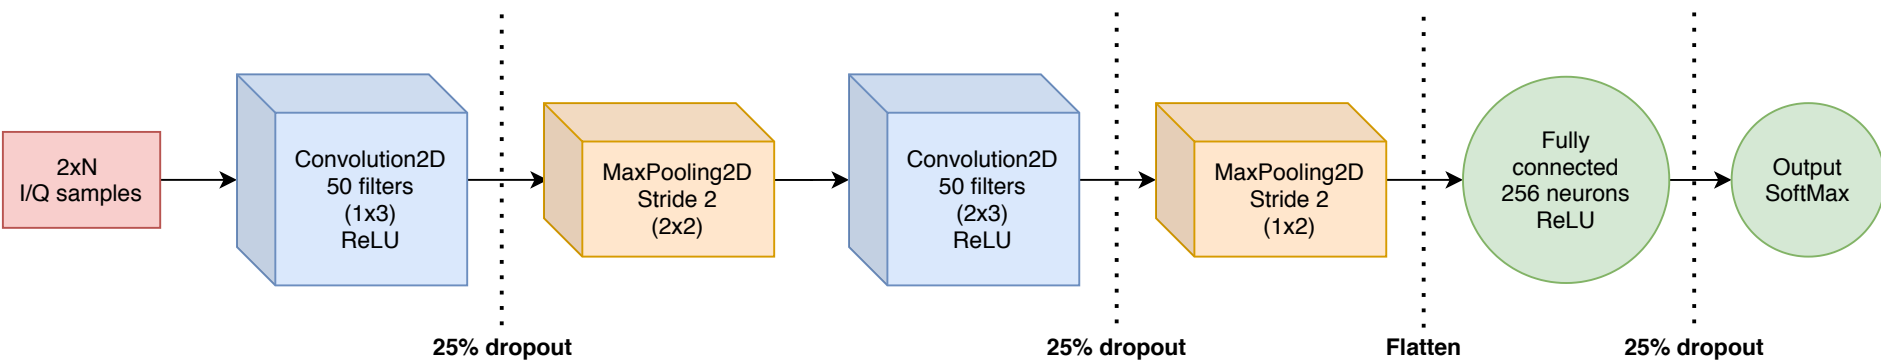 2xN
I/Q samples
Convolution2D
50 filters
(1x3)
ReLU
MaxPooling2D
Stride 2
(2x2)
Convolution2D
50 filters
(2x3)
ReLU
MaxPooling2D
Stride 2
(1x2)
Fully
connected
256 neurons
ReLU
Output
SoftMax
25% dropout
25% dropout
Flatten
25% dropout